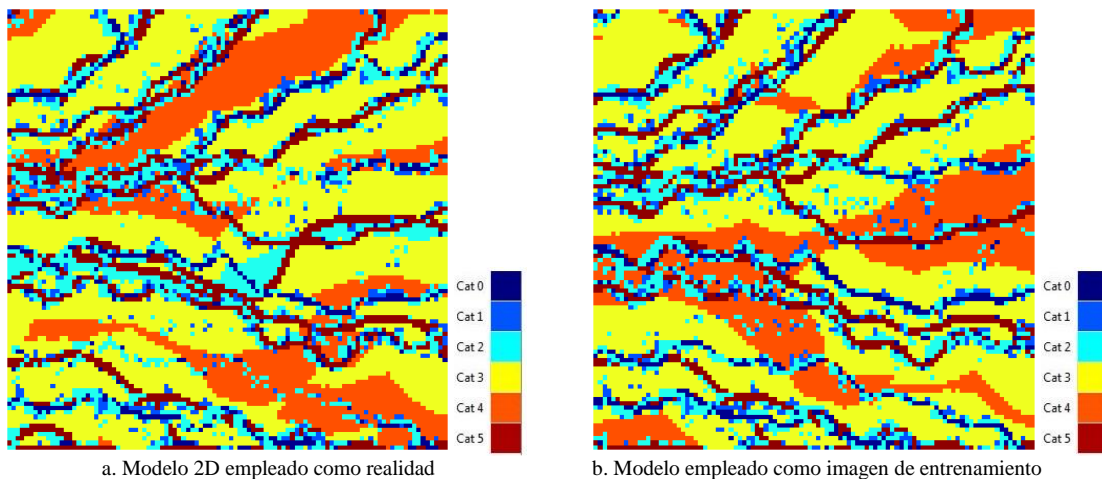 Cat 0
Cat 1
Cat 2
Cat 3
Cat 4
Cat 5
Cat 0
Cat 1
Cat 2
Cat 3
Cat 4
Cat 5
a. Modelo 2D empleado como realidad
b. Modelo empleado como imagen de entrenamiento